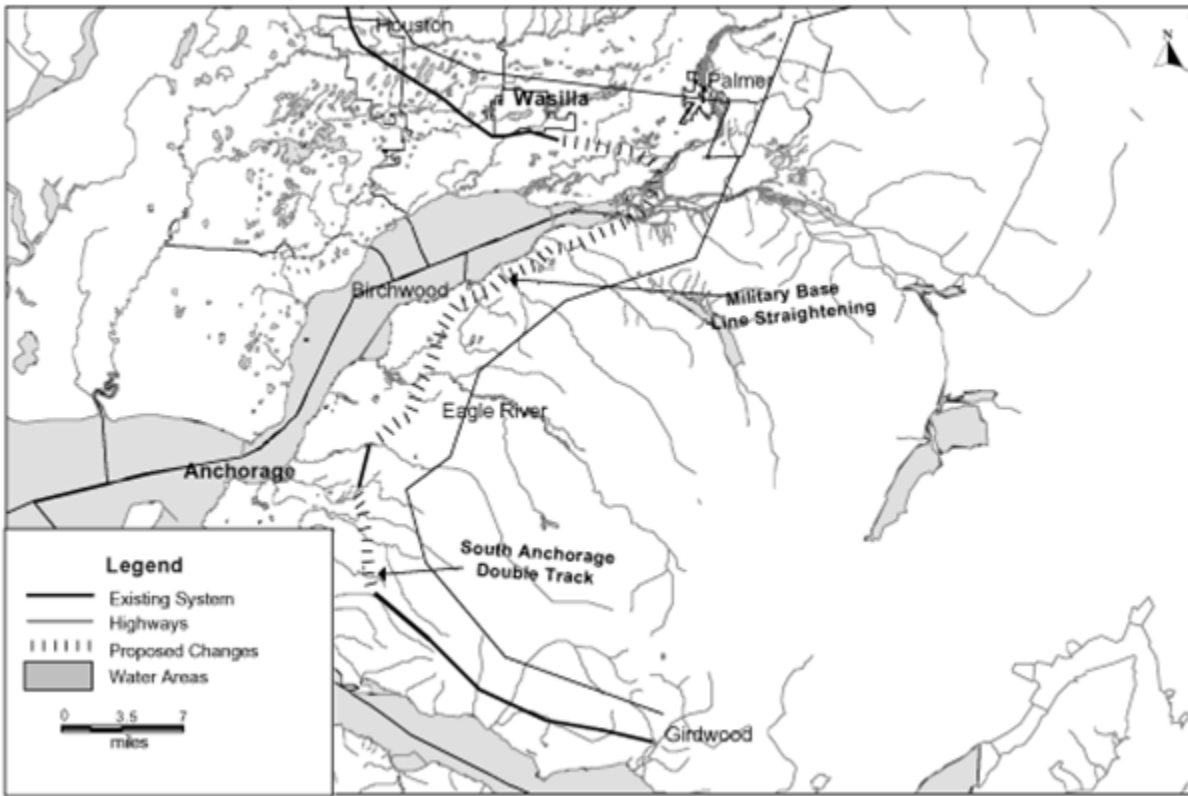 Houston
N
Palmer
Wasilla
Birchwood
Military Base
Line Straightening
Eagle River
Anchorage
South Anchorage
Double Track
Girdwood
Legend
Existing System
Highways
Proposed Changes
Water Areas
0 3.5 7
miles